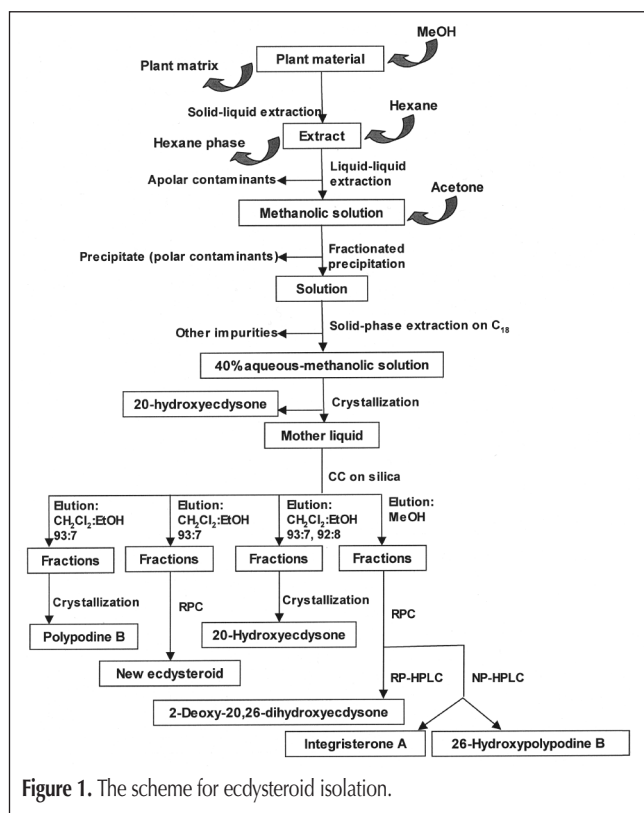 MeOH
Plant matrix
Plant material
Solid-liquid extraction
Hexane
Extract
Hexane phase
Liquid-liquid
extraction
Apolar contaminants
Acetone
Methanolic solution
Fractionated
precipitation
Precipitate (polar contaminants)
Solution
Solid-phase extraction on C18
Other impurities
40% aqueous-methanolic solution
Crystallization
20-hydroxyecdysone
Mother liquid
CC on silica
Elution:
CH2Cl2:EtOH
93:7
Elution:
CH2Cl2:EtOH
93:7
Elution:
CH2Cl2:EtOH
93:7, 92:8
Elution:
MeOH
Fractions
Fractions
Fractions
Fractions
Crystallization
RPC
Crystallization
RPC
Polypodine B
20-Hydroxyecdysone
New ecdysteroid
RP-HPLC
NP-HPLC
2-Deoxy-20,26-dihydroxyecdysone
Integristerone A
26-Hydroxypolypodine B
Figure 1. The scheme for ecdysteroid isolation.